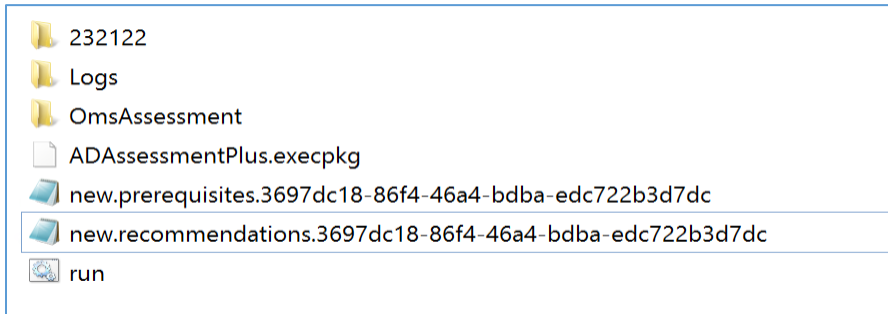 232122
Logs
OmsAssessment
ADAssessmentPlus.execpkg
new.prerequisites.3697dc18-86f4-46a4-bdba-edc722b3d7dc
new.recommendations.3697dc18-86f4-46a4-bdba-edc722b3d7dc
run